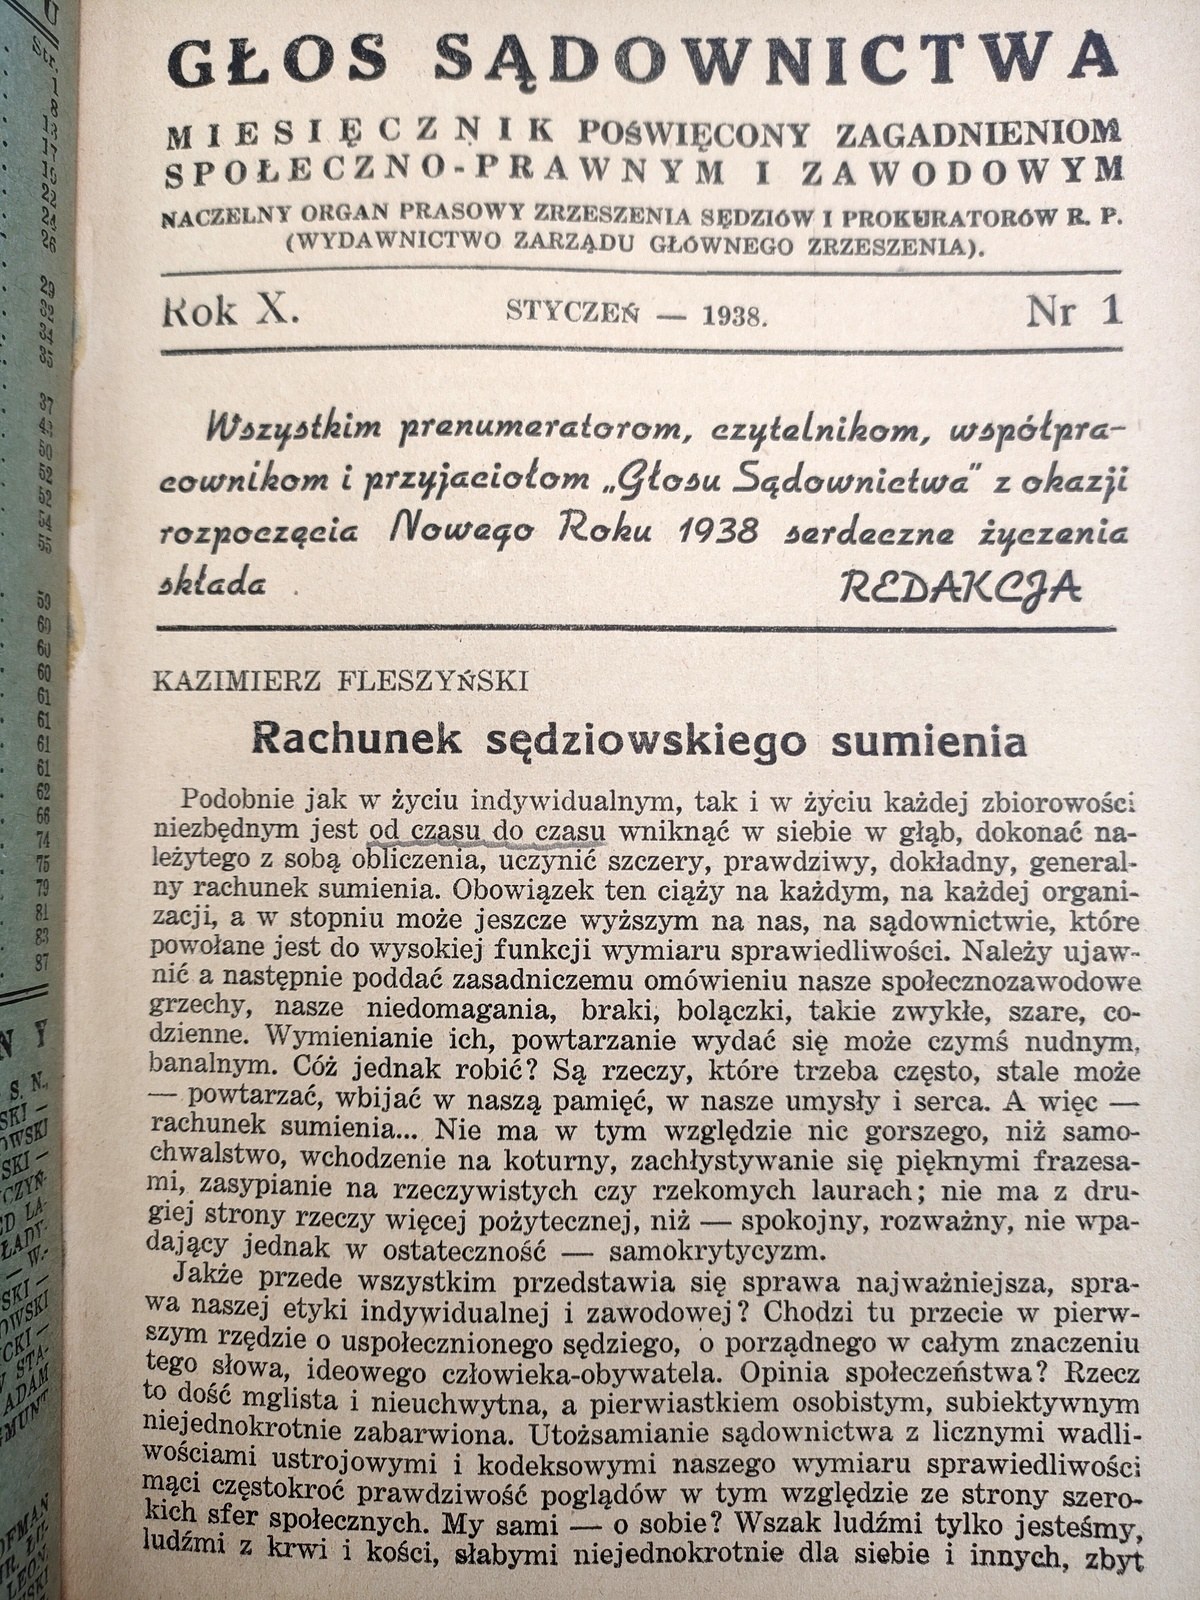 GŁOS SĄDOWNICTWA
MIESIĘCZNIK POŚWIĘCONY ZAGADNIENIOM
SPOŁECZNO-PRAWNYM I ZAWODOWYM
NACZELNY ORGAN PRASOWY ZRZESZENIA SĘDZIÓW I PROKURATORÓW R. P.
(WYDAWNICTWO ZARZĄDU GŁÓWNEGO ZRZESZENIA).
Rok X. STYCZEŃ — 1938. Nr 1
Wszystkim prenumeratorom, czytelnikom, współpra-
cownikom i przyjaciołom „Głosu Sądownictwa" z okazji
rozpoczęcia Nowego Roku 1938 serdeczne życzenia
składa REDAKCJA
KAZIMIERZ FLESZYŃSKI
Rachunek sędziowskiego sumienia
Podobnie jak w życiu indywidualnym, tak i w życiu każdej zbiorowości
niezbędnym jest od czasu do czasu wniknąć w siebie w głąb, dokonać na-
leżytego z sobą obliczenia, uczynić szczery, prawdziwy, dokładny, general-
ny rachunek sumienia. Obowiązek ten ciąży na każdym, na każdej organi-
zacji, a w stopniu może jeszcze wyższym na nas, na sądownictwie, które
powołane jest do wysokiej funkcji wymiaru sprawiedliwości. Należy ujaw-
nić a następnie poddać zasadniczemu omówieniu nasze społecznozawodowe
grzechy, nasze niedomagania, braki, bolączki, takie zwykłe, szare, co-
dzienne. Wymienianie ich, powtarzanie wydać się może czymś nudnym,
banalnym. Cóż jednak robić? Są rzeczy, które trzeba często, stale może
— powtarzać, wbijać w naszą pamięć, w nasze umysły i serca. A więc —
rachunek sumienia... Nie ma w tym względzie nic gorszego, niż samo-
chwalstwo, wchodzenie na koturny, zachłystywanie się pięknymi frazesa-
mi, zasypianie na rzeczywistych czy rzekomych laurach; nie ma z dru-
giej strony rzeczy więcej pożytecznej, niż — spokojny, rozważny, nie wpa-
dający jednak w ostateczność — samokrytycyzm.
Jakże przede wszystkim przedstawia się sprawa najważniejsza, spra-
wa naszej etyki indywidualnej i zawodowej? Chodzi tu przecie w pierw-
szym rzędzie o uspołecznionego sędziego, o porządnego w całym znaczeniu
tego słowa, ideowego człowieka-obywatela. Opinia społeczeństwa? Rzecz
to dość mglista i nieuchwytna, a pierwiastkiem osobistym, subiektywnym
niejednokrotnie zabarwiona. Utożsamianie sądownictwa z licznymi wadli-
wościami ustrojowymi i kodeksowymi naszego wymiaru sprawiedliwości
mąci częstokroć prawdziwość poglądów w tym względzie ze strony szero-
kich sfer społecznych. My sami — o sobie? Wszak ludźmi tylko jesteśmy,
ludźmi z krwi i kości, słabymi niejednokrotnie dla siebie i innych, zbyt